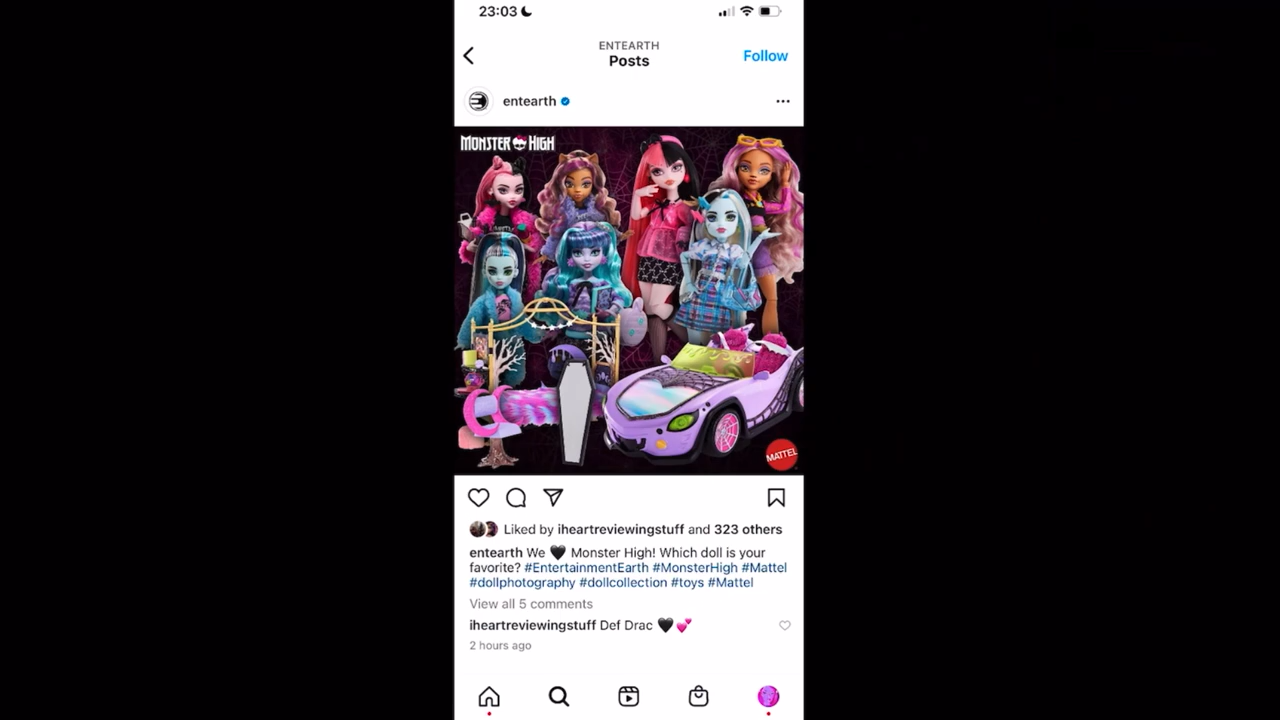 23:03
ENTEARTH
Posts
Follow
entearth
MONSTER HIGH
MATTEL
Liked by iheartreviewingstuff and 323 others
entearth We 🖤 Monster High! Which doll is your
favorite? #EntertainmentEarth #MonsterHigh #Mattel
#dollphotography #dollcollection #toys #Mattel
View all 5 comments
iheartreviewingstuff Def Drac 🖤💕
2 hours ago